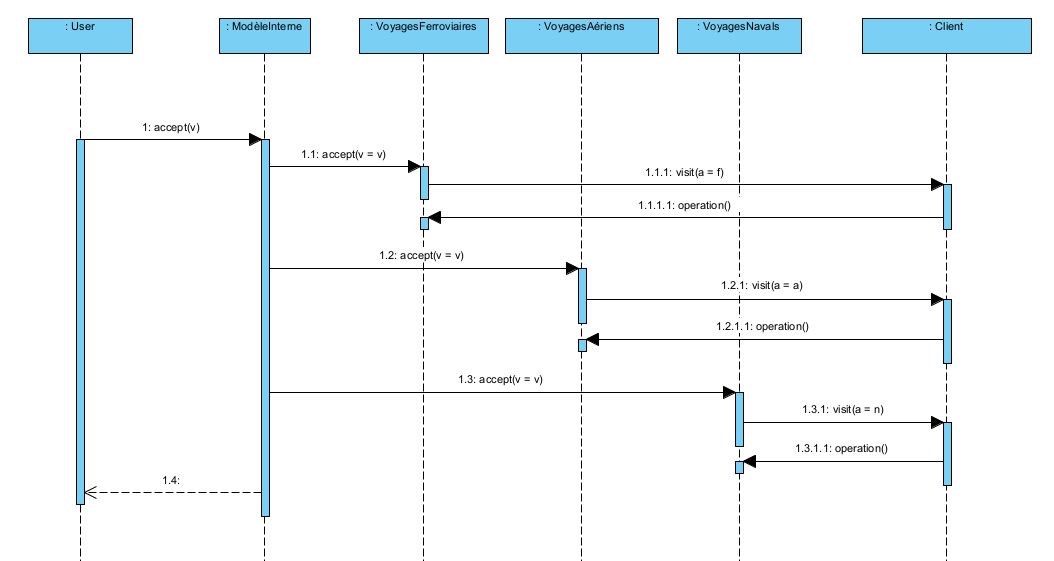 : User
: ModèleInterne
: VoyagesFerroviaires
: VoyagesAériens
: VoyagesNavals
: Client
1: accept(v)
1.1: accept(v = v)
1.1.1: visit(a = f)
1.1.1.1: operation()
1.2: accept(v = v)
1.2.1: visit(a = a)
1.2.1.1: operation()
1.3: accept(v = v)
1.3.1: visit(a = n)
1.3.1.1: operation()
1.4: